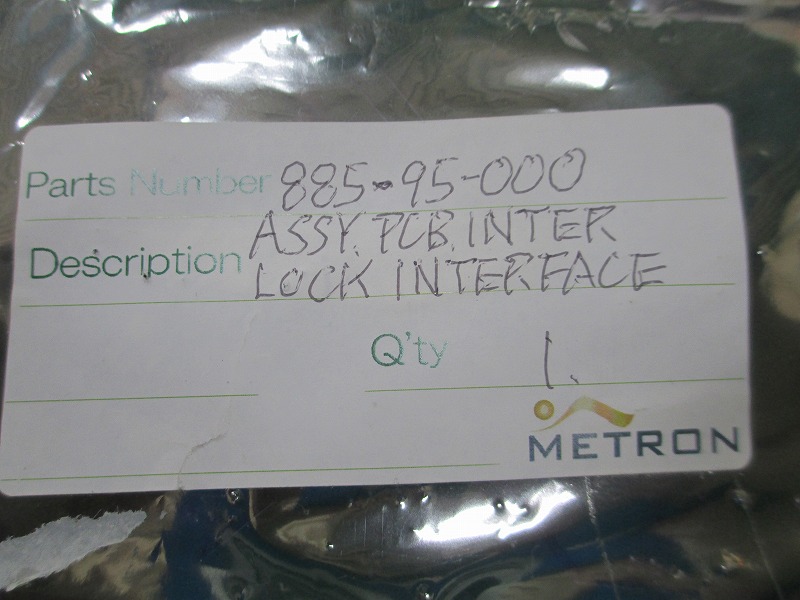 Parts Number 885-95-000
ASSY. PCB. INTER
Description LOCK INTERFACE
Q'ty 1.
METRON